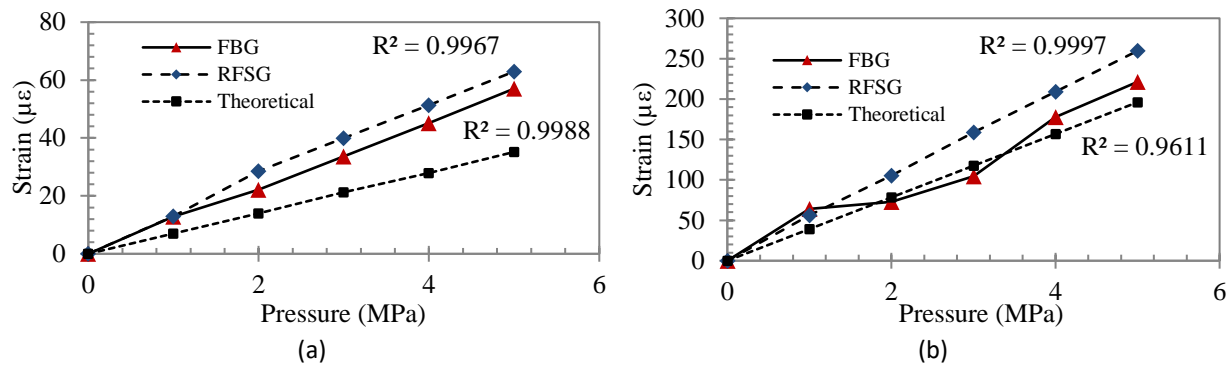 80
60
40
20
0
Strain (με)
FBG
RFSG
Theoretical
R² = 0.9967
R² = 0.9988
0
2
4
6
Pressure (MPa)
(a)
300
250
200
150
100
50
0
Strain (με)
FBG
RFSG
Theoretical
R² = 0.9997
R² = 0.9611
0
2
4
6
Pressure (MPa)
(b)